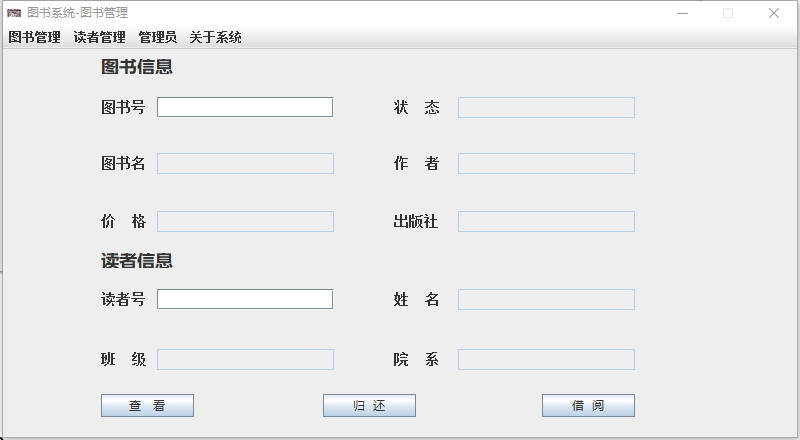 图书系统-图书管理
图书管理 读者管理 管理员 关于系统
图书信息
图书号 状 态
图书名 作 者
价 格 出版社
读者信息
读者号 姓 名
班 级 院 系
查 看 归 还 借 阅